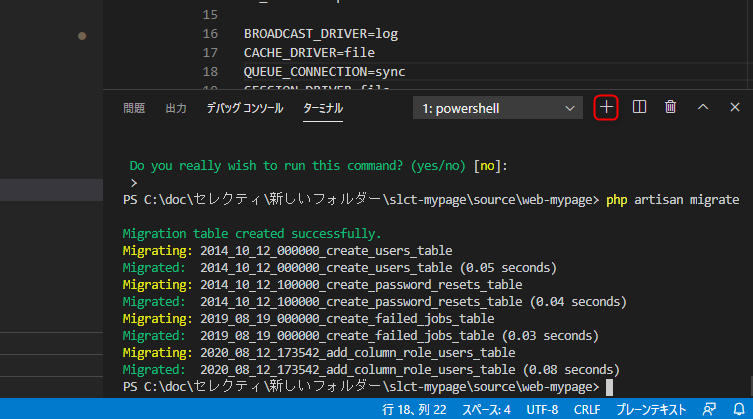 15
16 BROADCAST_DRIVER=log
17 CACHE_DRIVER=file
18 QUEUE_CONNECTION=sync
問題 出力 デバッグ コンソール ターミナル 1: powershell
Do you really wish to run this command? (yes/no) [no]:
>
PS C:\doc\セレクティ\新しいフォルダー\slct-mypage\source\web-mypage> php artisan migrate
Migration table created successfully.
Migrating: 2014_10_12_000000_create_users_table
Migrated: 2014_10_12_000000_create_users_table (0.05 seconds)
Migrating: 2014_10_12_100000_create_password_resets_table
Migrated: 2014_10_12_100000_create_password_resets_table (0.04 seconds)
Migrating: 2019_08_19_000000_create_failed_jobs_table
Migrated: 2019_08_19_000000_create_failed_jobs_table (0.03 seconds)
Migrating: 2020_08_12_173542_add_column_role_users_table
Migrated: 2020_08_12_173542_add_column_role_users_table (0.08 seconds)
PS C:\doc\セレクティ\新しいフォルダー\slct-mypage\source\web-mypage>
行 18、列 22 スペース: 4 UTF-8 CRLF プレーンテキスト